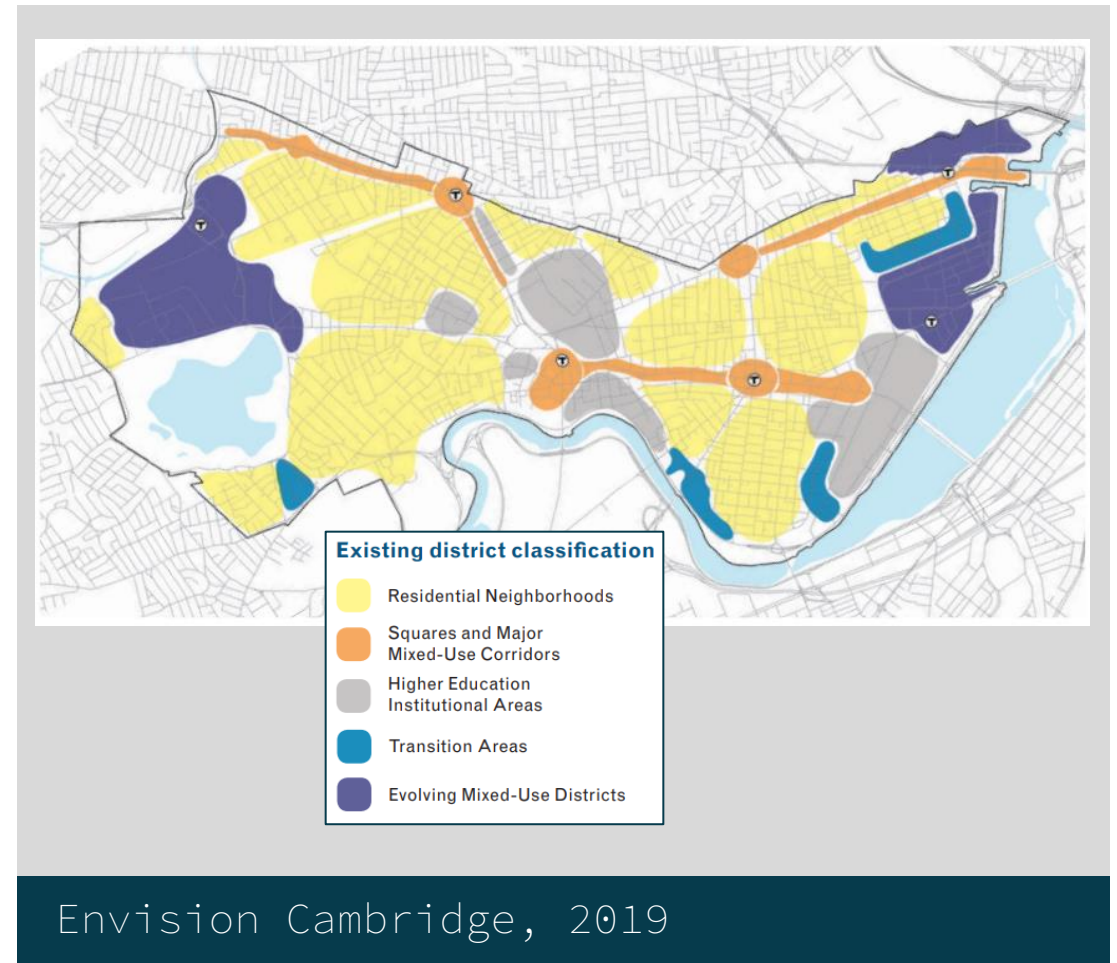 T
T
T
T
T
T
Existing district classification
Residential Neighborhoods
Squares and Major
Mixed-Use Corridors
Higher Education
Institutional Areas
Transition Areas
Evolving Mixed-Use Districts
Envision Cambridge, 2019